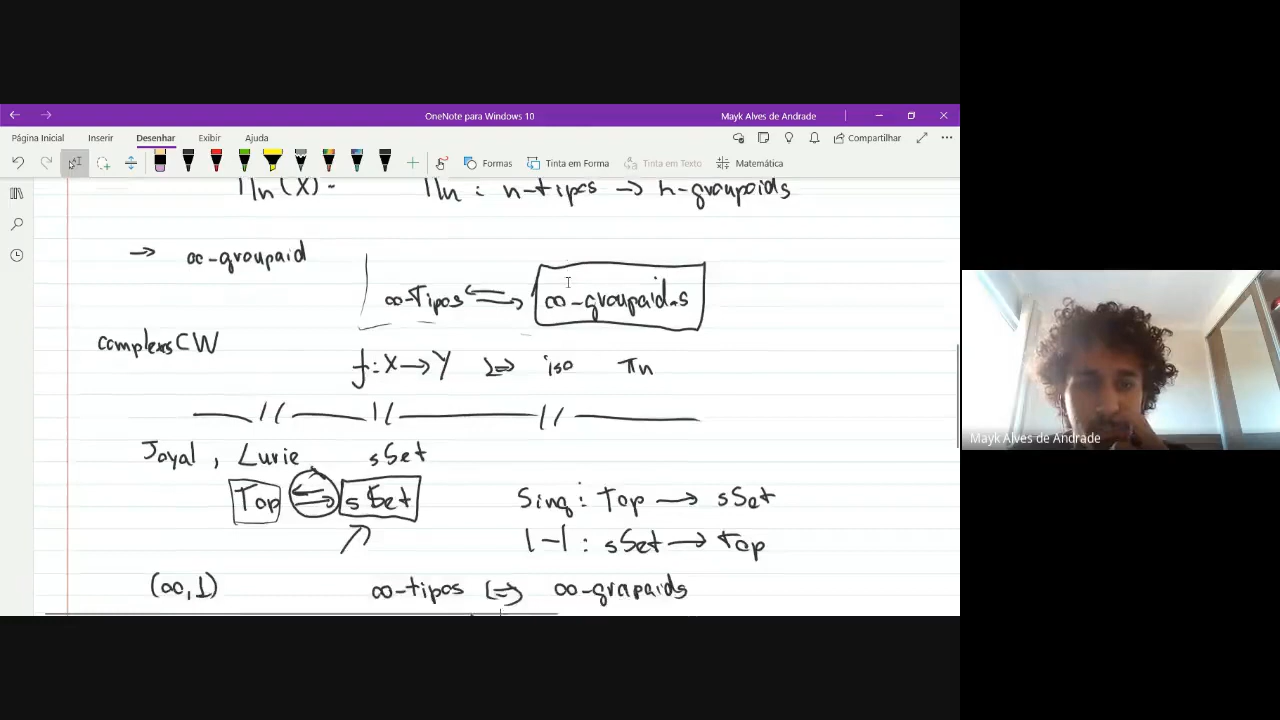 OneNote para Windows 10
Mayk Alves de Andrade
Página Inicial Inserir Desenhar Exibir Ajuda
Compartilhar
Formas Tinta em Forma Tinta em Texto Matemática
Πn(X) - Πn : n-tipos → n-groupoids
→ ∞-groupoid
∞-Tipos ⇄ ∞-groupoids
complexos CW
f: X → Y iso πn
Joyal, Lurie, sSet
Top ⇄ sSet
Sing : Top → sSet
|-| : sSet → Top
(∞,1) ∞-tipos ∞-grupoids
Mayk Alves de Andrade